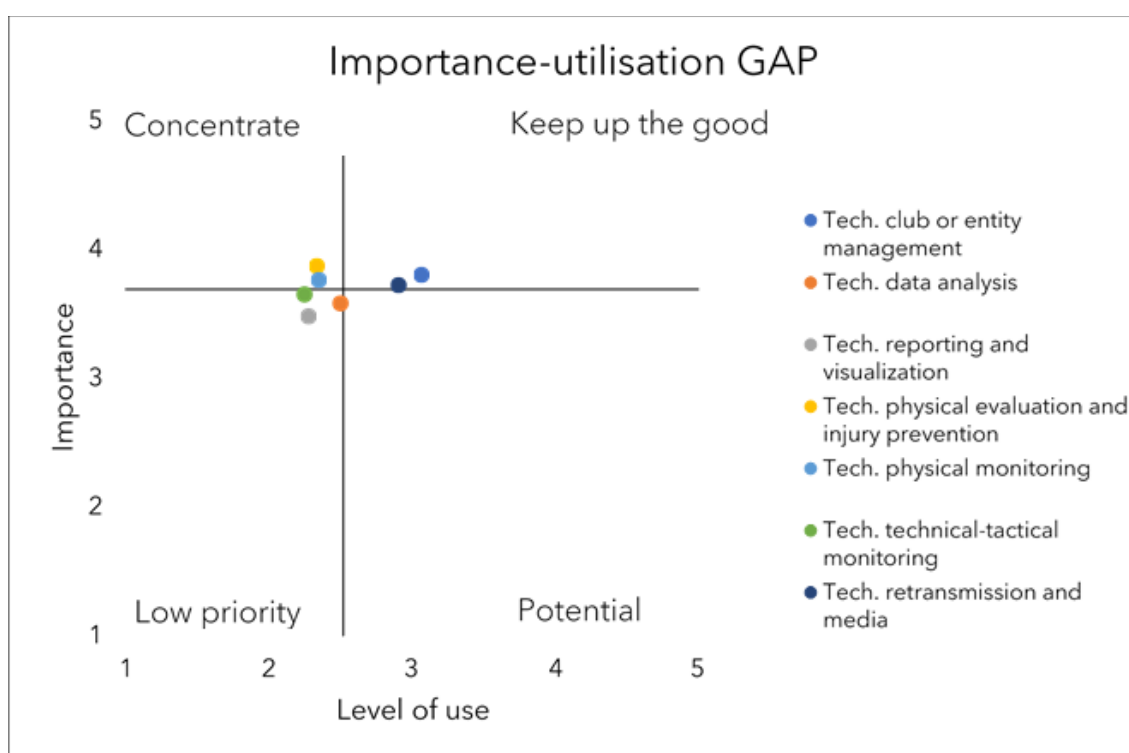 Importance-utilisation GAP
5
Concentrate
Keep up the good
4
3
2
1
Importance
Low priority
Potential
1
2
3
4
5
Level of use
Tech. club or entity
management
Tech. data analysis
Tech. reporting and
visualization
Tech. physical evaluation and
injury prevention
Tech. physical monitoring
Tech. technical-tactical
monitoring
Tech. retransmission and
media